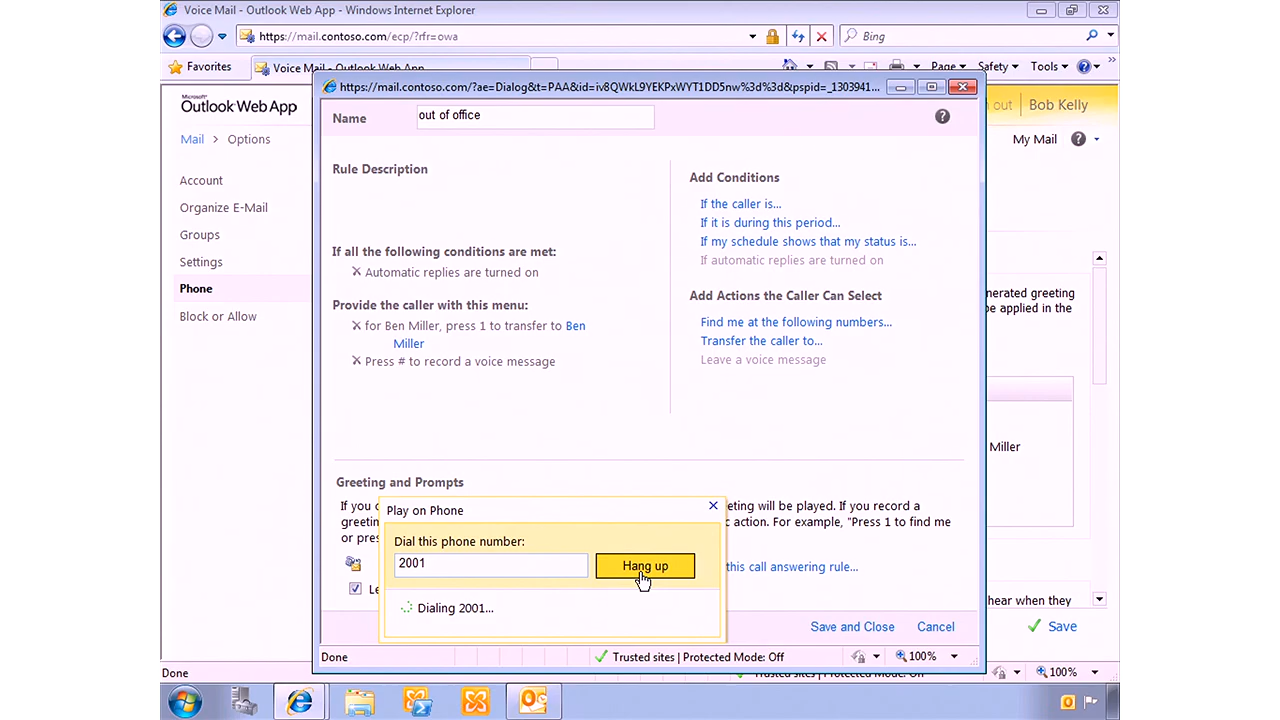 Voice Mail - Outlook Web App - Windows Internet Explorer
https://mail.contoso.com/ecp/?rfr=owa
Bing
Favorites
Voice Mail - Outlook Web App
Page
Safety
Tools
https://mail.contoso.com/?ae=Dialog&t=PAA&id=iv8QWkL9YEKPxWYT1DD5nw%3d%3d&pspid=_1303941...
Microsoft
Outlook Web App
out
Bob Kelly
Mail > Options
My Mail
Account
Organize E-Mail
Groups
Settings
Phone
Block or Allow
Name
out of office
Rule Description
If all the following conditions are met:
Automatic replies are turned on
Provide the caller with this menu:
for Ben Miller, press 1 to transfer to Ben
Miller
Press # to record a voice message
Add Conditions
If the caller is...
If it is during this period...
If my schedule shows that my status is...
If automatic replies are turned on
Add Actions the Caller Can Select
Find me at the following numbers...
Transfer the caller to...
Leave a voice message
nerated greeting
be applied in the
Miller
Greeting and Prompts
If you
eting will be played. If you record a
greetin
c action. For example, "Press 1 to find me
or pres
this call answering rule...
Le
Play on Phone
Dial this phone number:
2001
Hang up
Dialing 2001...
hear when they
Save and Close
Cancel
Save
Done
Trusted sites | Protected Mode: Off
100%
Done
Trusted sites | Protected Mode: Off
100%